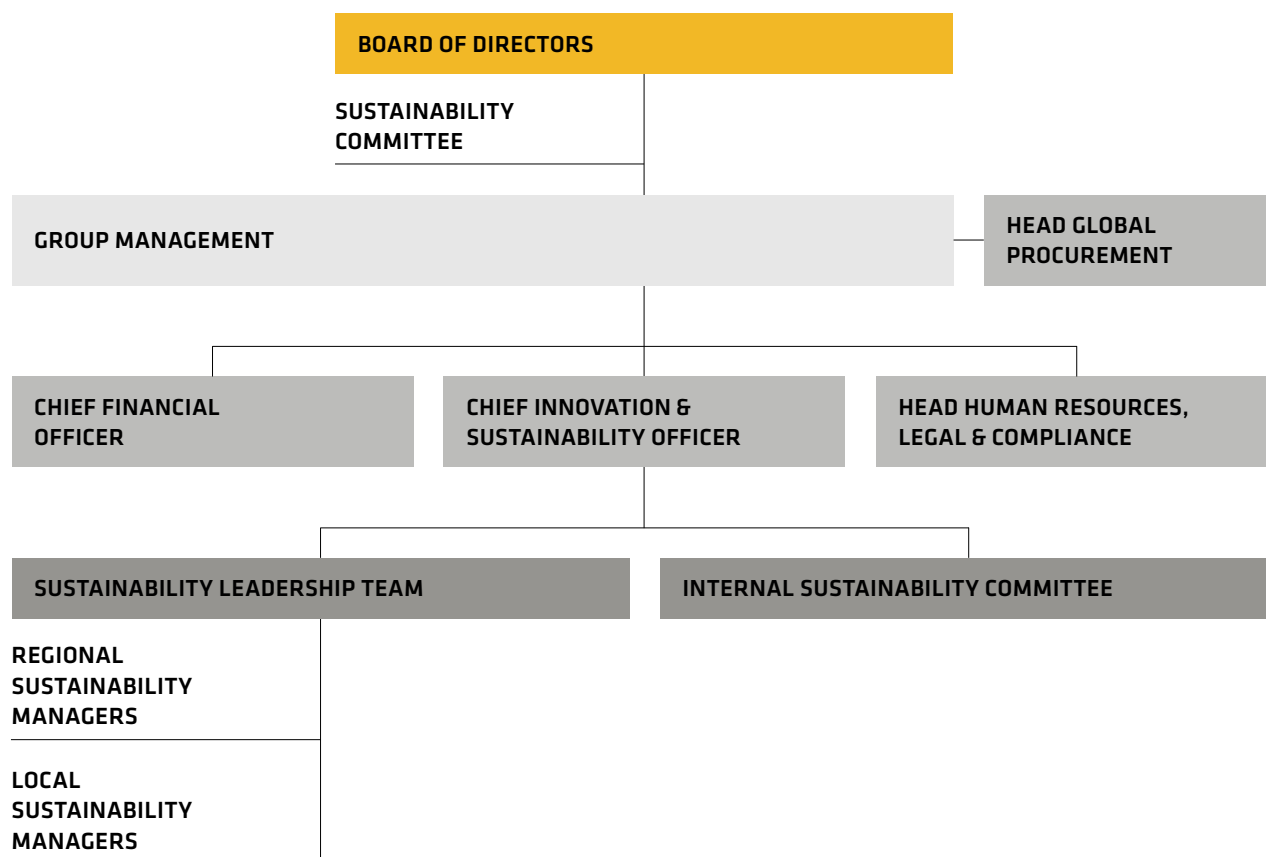 BOARD OF DIRECTORS
SUSTAINABILITY
COMMITTEE
GROUP MANAGEMENT
HEAD GLOBAL
PROCUREMENT
CHIEF FINANCIAL
OFFICER
CHIEF INNOVATION &
SUSTAINABILITY OFFICER
HEAD HUMAN RESOURCES,
LEGAL & COMPLIANCE
SUSTAINABILITY LEADERSHIP TEAM
INTERNAL SUSTAINABILITY COMMITTEE
REGIONAL
SUSTAINABILITY
MANAGERS
LOCAL
SUSTAINABILITY
MANAGERS